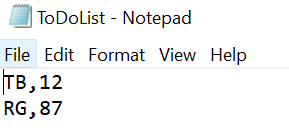 ToDoList - Notepad
File Edit Format View Help
TB,12
RG,87